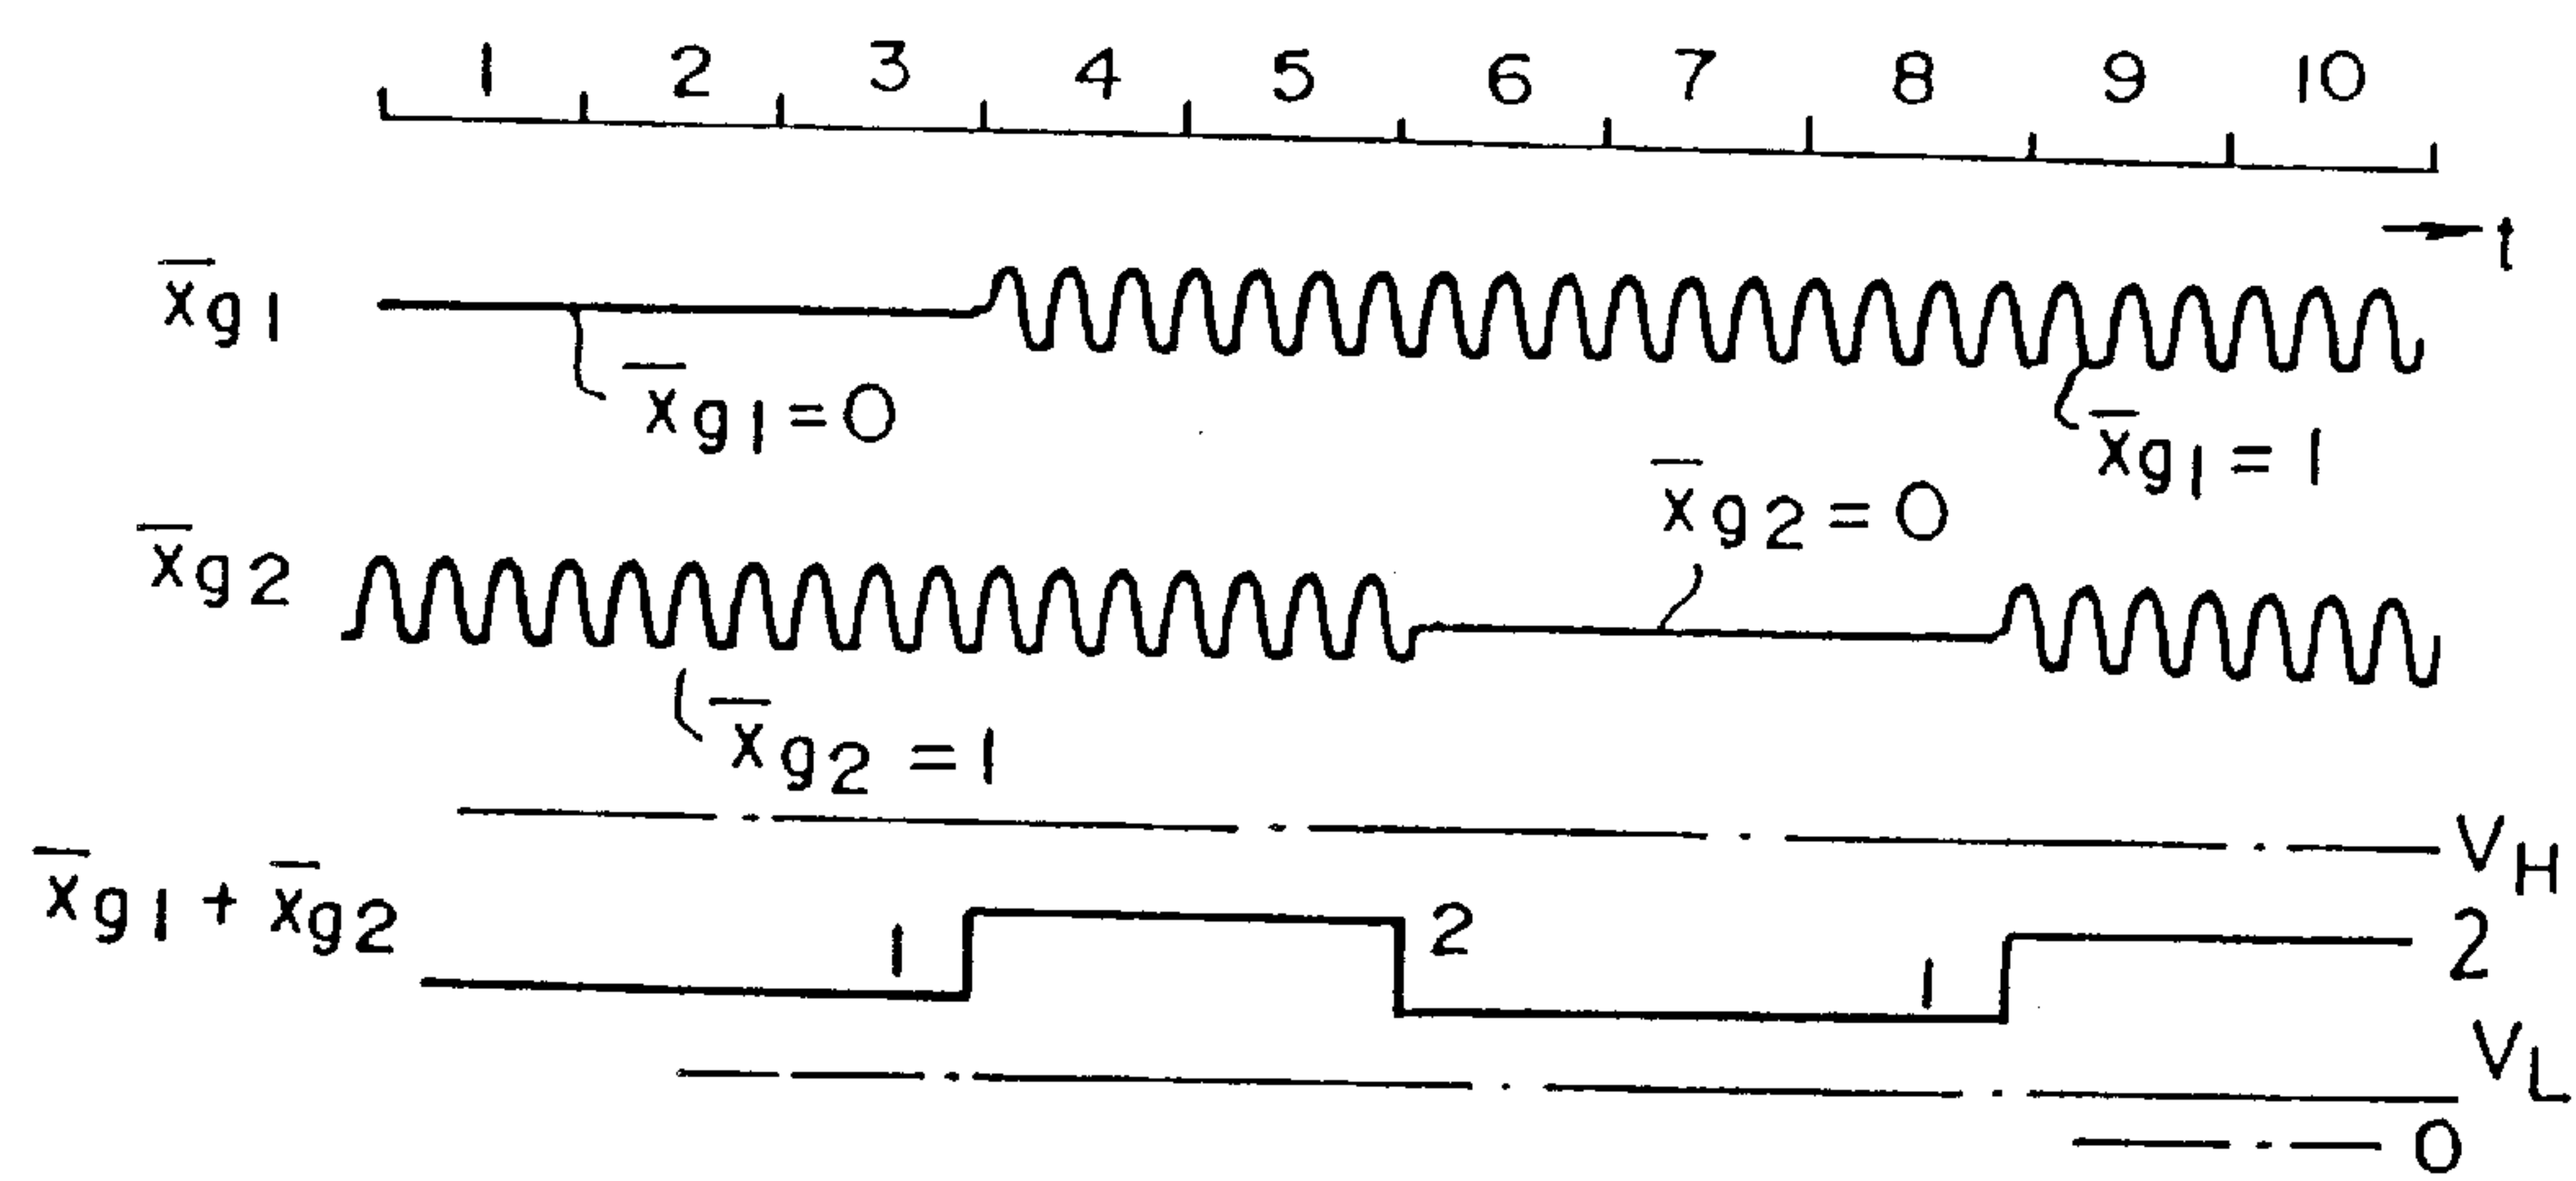 1 2 3 4 5 6 7 8 9 10
t
x̅g1
x̅g1 = 0
x̅g1 = 1
x̅g2 = 0
x̅g2
x̅g2 = 1
VH
x̅g1 + x̅g2
1 2 1 2
VL
0